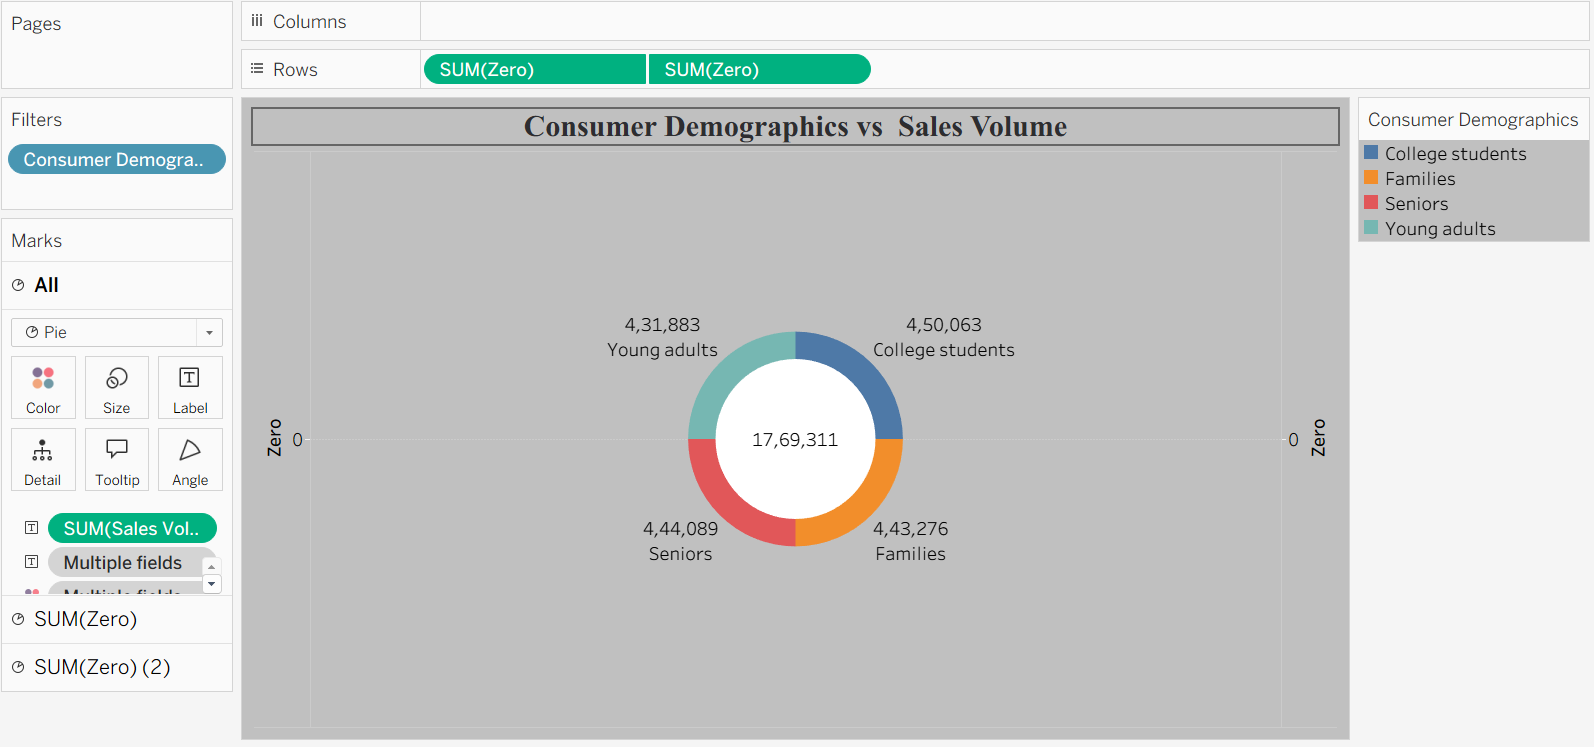 Pages
Columns
Rows
SUM(Zero)
SUM(Zero)
Filters
Consumer Demogra..
Marks
All
Pie
Color
Size
Label
Detail
Tooltip
Angle
SUM(Sales Vol..
Multiple fields
Multiple fields
SUM(Zero)
SUM(Zero) (2)
Consumer Demographics vs  Sales Volume
4,31,883
Young adults
4,50,063
College students
Zero
0
17,69,311
0
Zero
4,44,089
Seniors
4,43,276
Families
Consumer Demographics
College students
Families
Seniors
Young adults